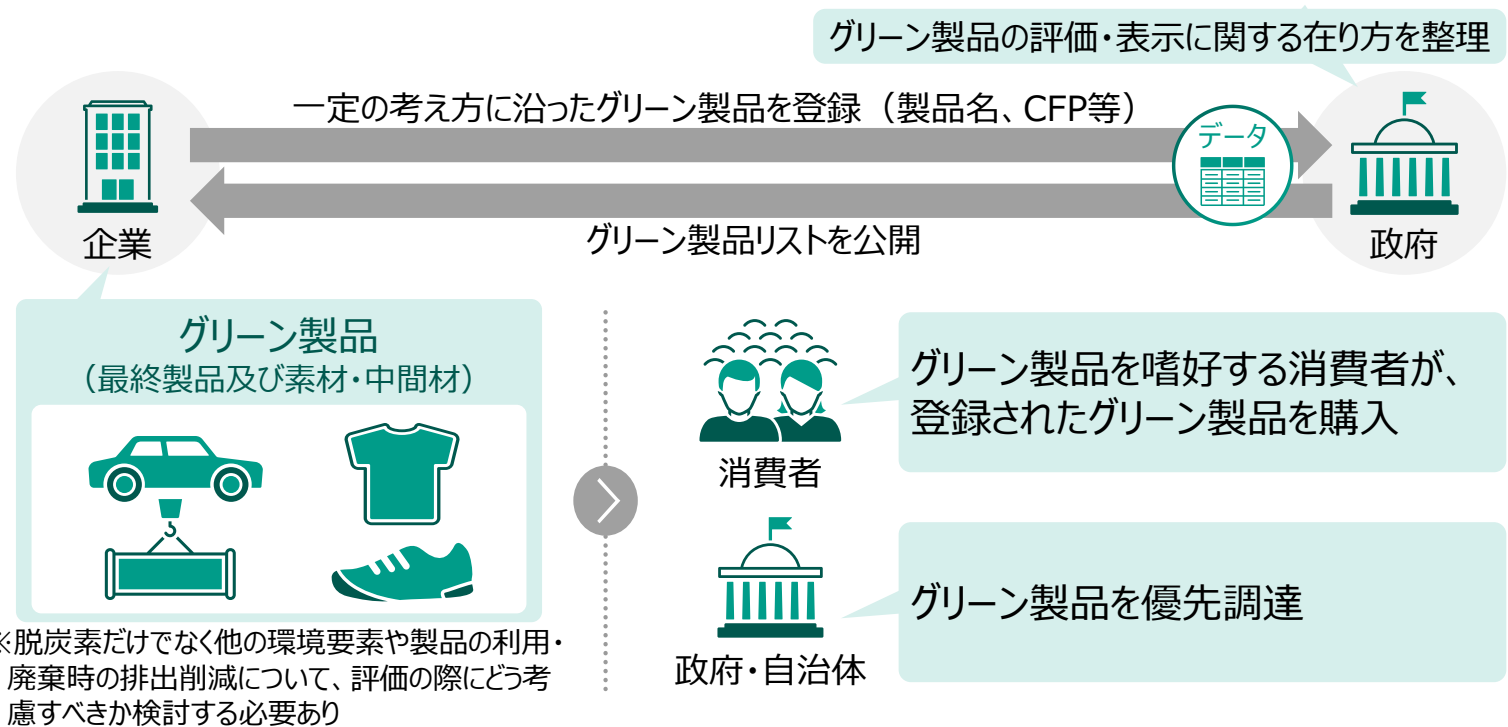 グリーン製品の評価・表示に関する在り方を整理
一定の考え方に沿ったグリーン製品を登録（製品名、CFP等）
データ
企業
グリーン製品リストを公開
政府
グリーン製品
（最終製品及び素材・中間材）
※脱炭素だけでなく他の環境要素や製品の利用・
廃棄時の排出削減について、評価の際にどう考
慮すべきか検討する必要あり
消費者
グリーン製品を嗜好する消費者が、
登録されたグリーン製品を購入
政府・自治体
グリーン製品を優先調達